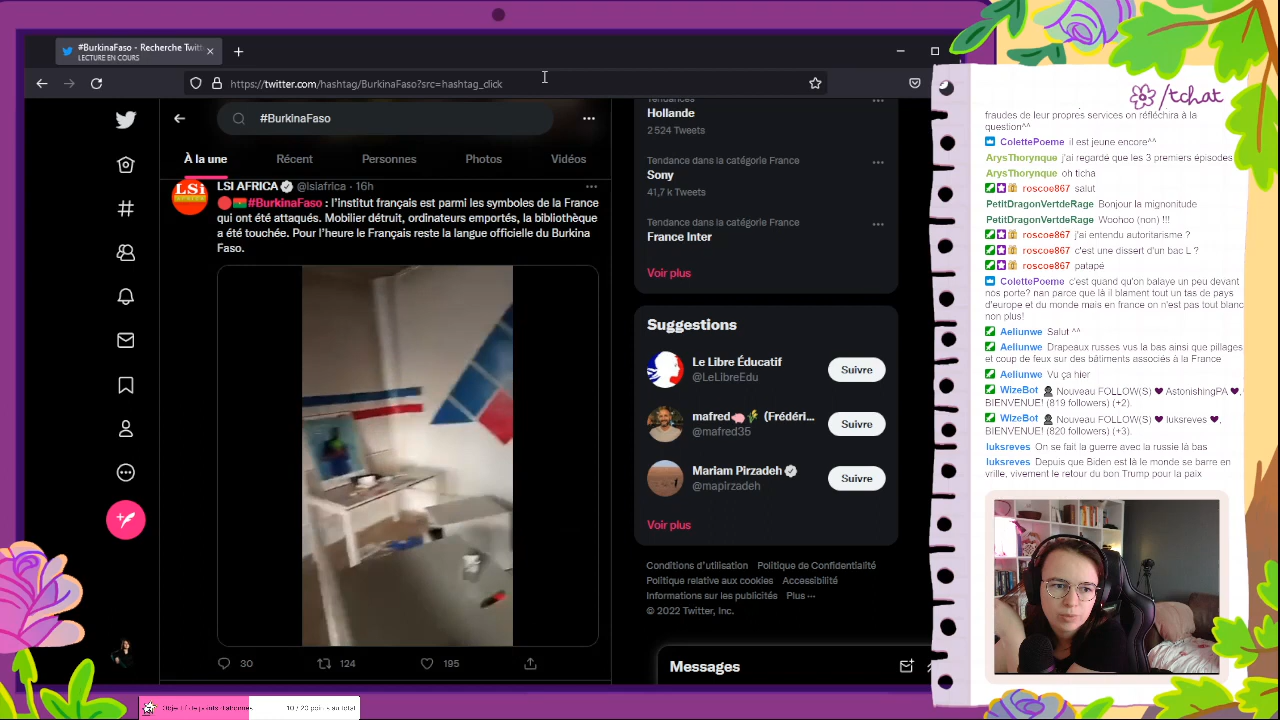 #BurkinaFaso - Recherche Twit
LECTURE EN COURS
s://twitter.com/hashtag/BurkinaFaso?src=hashtag_click
#BurkinaFaso
À la une
Récent
Personnes
Photos
Vidéos
LSI AFRICA @lsiafrica · 16h
#BurkinaFaso : l'Institut français est parmi les symboles de la France
qui ont été attaqués. Mobilier détruit, ordinateurs emportés, la bibliothèque
a été touchés. Pour l'heurte le Français reste la langue officielle du Burkina
Faso.
30
124
195
Tendances
Hollande
2 524 Tweets
Tendance dans la catégorie France
Sony
41,7 k Tweets
Tendance dans la catégorie France
France Inter
Voir plus
Suggestions
Le Libre Éducatif
@LeLibreEdu
Suivre
mafred (Frédéri...
@mafred35
Suivre
Mariam Pirzadeh
@mapirzadeh
Suivre
Voir plus
Conditions d'utilisation Politique de Confidentialité
Politique relative aux cookies Accessibilité
Informations sur les publicités Plus ···
© 2022 Twitter, Inc.
Messages
/tchat
fraudes de leur propres services on réfléchira à la
question^^
ColettePoeme il est jeune encore^^
ArysThorynque j'ai regardé que les 3 premiers épisodes
ArysThorynque oh ticha
roscoe867 salut
PetitDragonVertdeRage Bonjour la mignonitude
PetitDragonVertdeRage Woohoo (non) !!!
roscoe867 j'ai entendu autoritarisme ?
roscoe867 c'est une dissert d'un bac L ?
roscoe867 patapé
ColettePoeme c'est quand qu'on balaye un peu devant
nos porte? nan parce que là il blament tout un tas de pays
d'europe et du monde mais en france on n'est pas tout blanc
non plus!
Aeliunwe Salut ^^
Aeliunwe Drapeaux russes vus la bas ainsi que pillages
et coup de feux sur des bâtiments associés à la France
Aeliunwe Vu ça hier
WizeBot Nouveau FOLLOW(S) AstonishingPA ,
BIENVENUE! (819 followers) (+2).
WizeBot Nouveau FOLLOW(S) luksreves ,
BIENVENUE! (820 followers) (+3).
luksreves On se fait la guerre avec la russie là bas
luksreves Depuis que Biden est là le monde se barre en
vrille, vivement le retour du bon Trump pour la paix